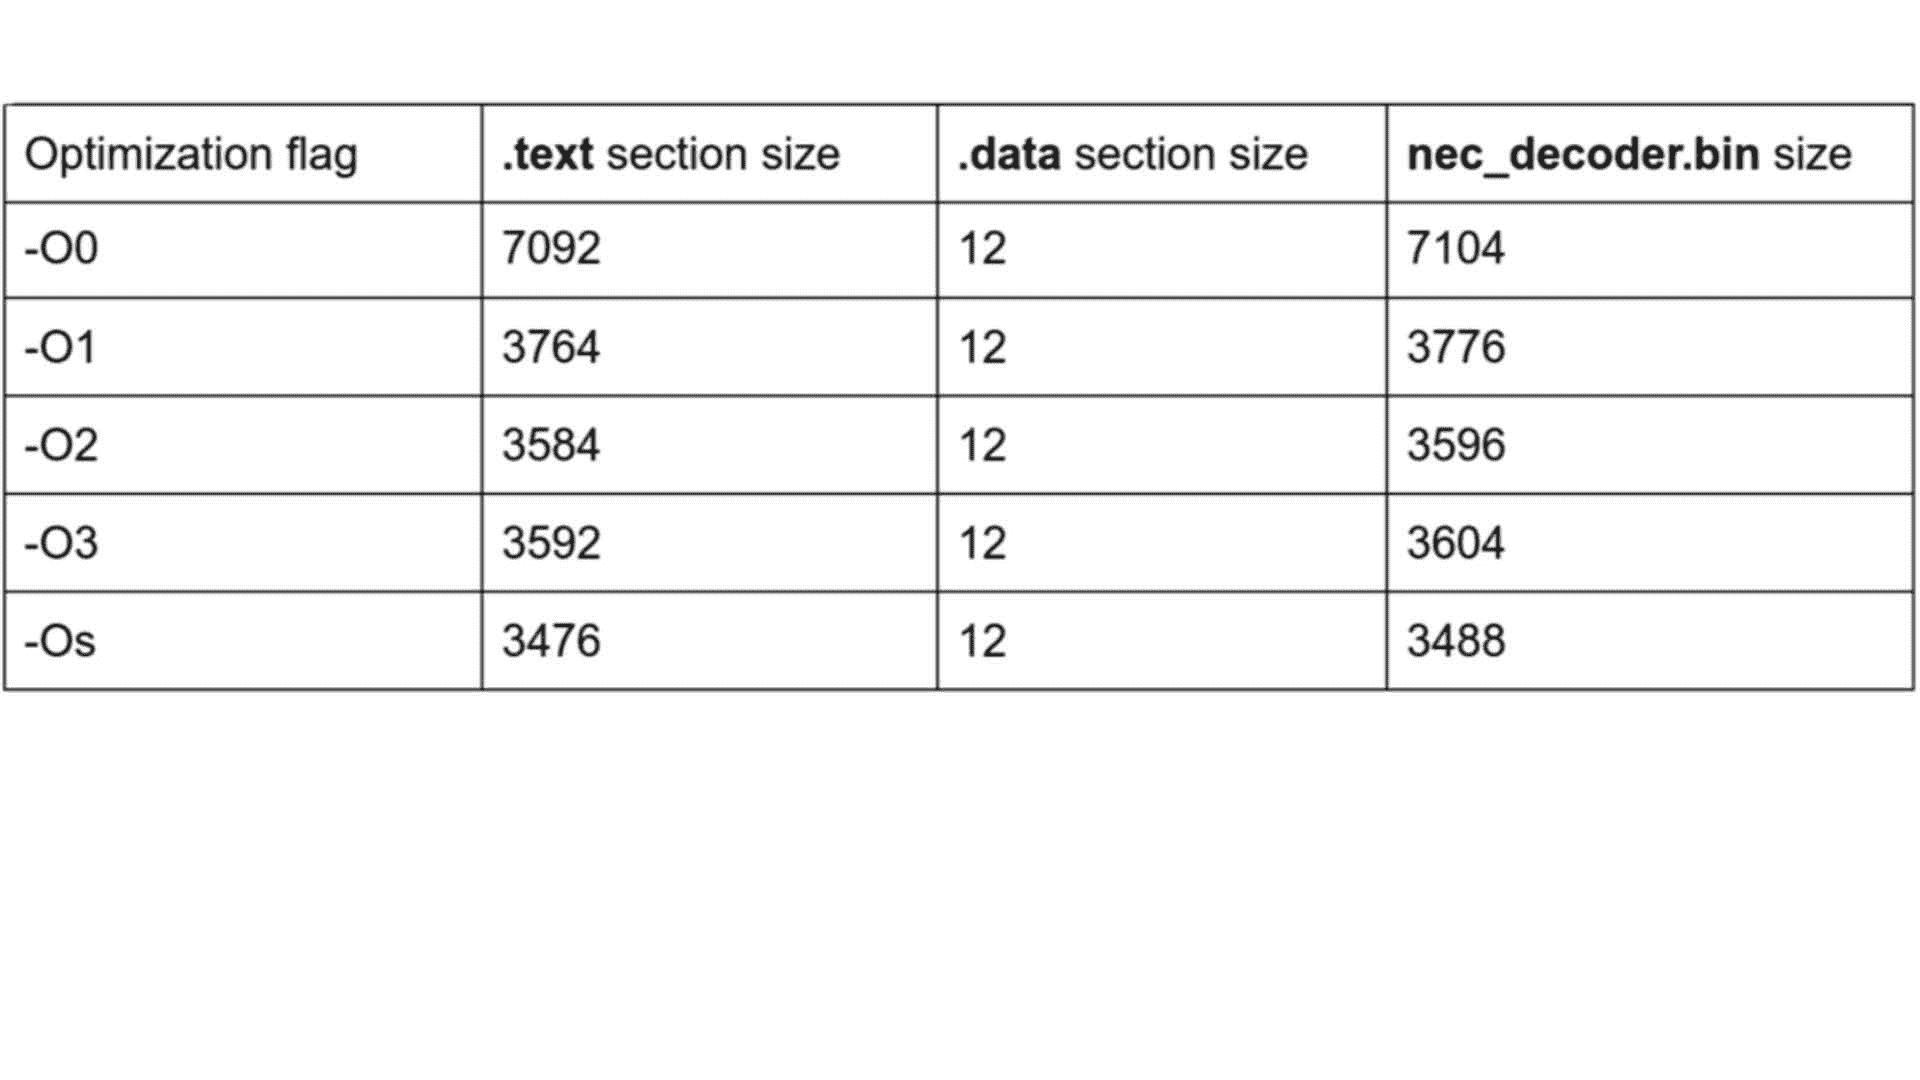 Optimization flag .text section size .data section size nec_decoder.bin size
-O0 7092 12 7104
-O1 3764 12 3776
-O2 3584 12 3596
-O3 3592 12 3604
-Os 3476 12 3488